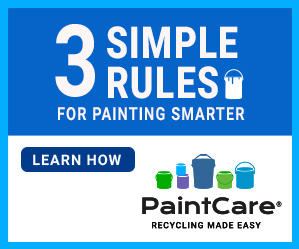 3 SIMPLE
RULES
FOR PAINTING SMARTER
LEARN HOW
PaintCare®
RECYCLING MADE EASY